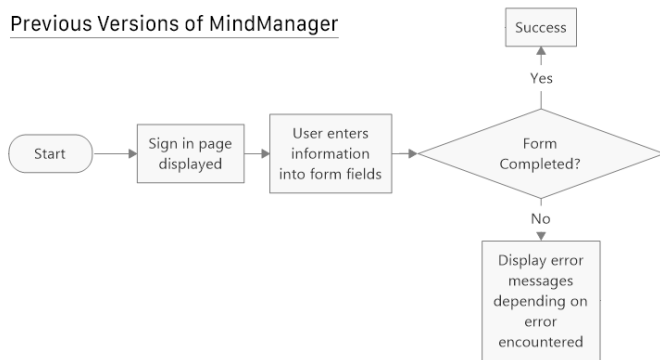 Previous Versions of MindManager
Success
Yes
Start
Sign in page
displayed
User enters
information
into form fields
Form
Completed?
No
Display error
messages
depending on
error
encountered